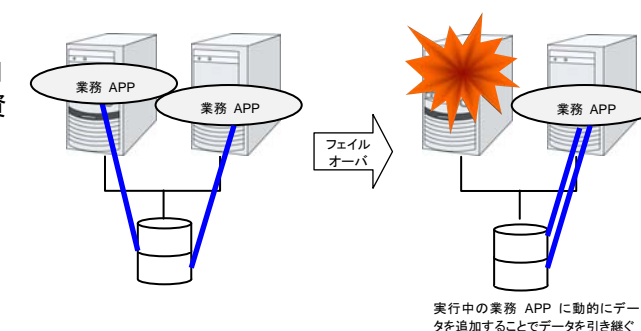 資
業務 APP
業務 APP
フェイル
オーバ
業務 APP
実行中の業務 APP に動的にデー
タを追加することでデータを引き継ぐ